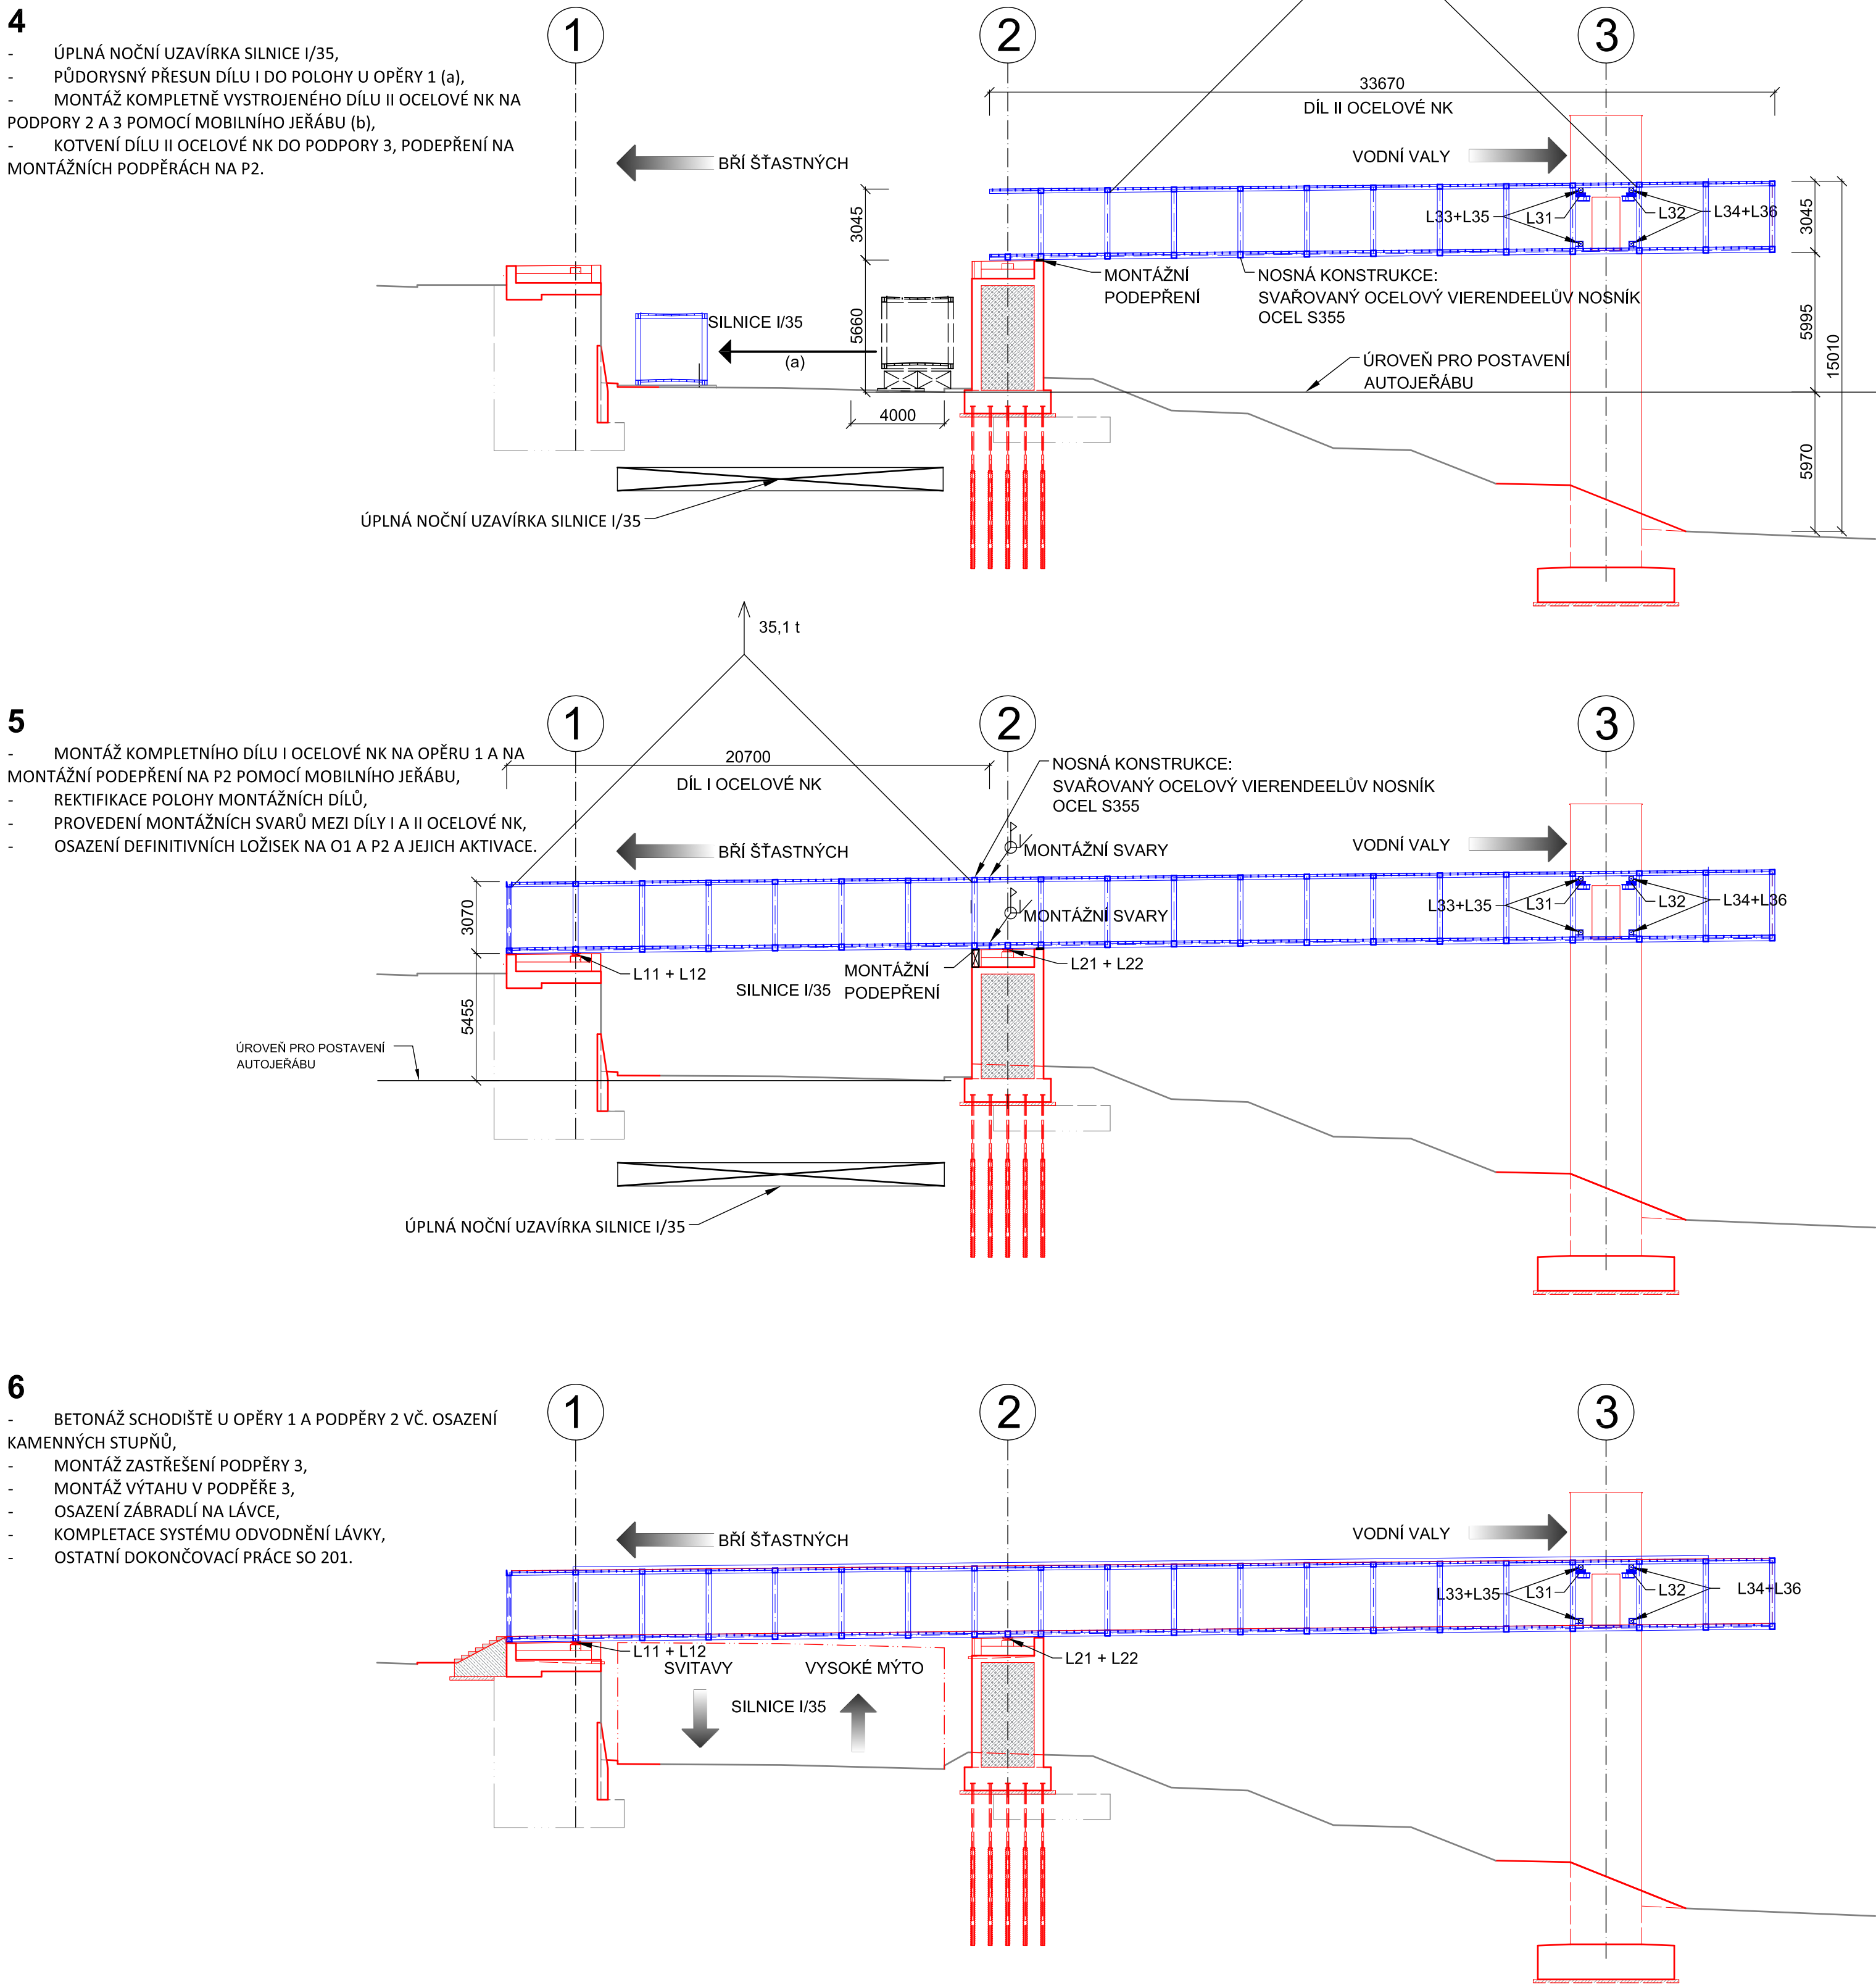 4
- ÚPLNÁ NOČNÍ UZAVÍRKA SILNICE I/35,
- PŮDORYSNÝ PŘESUN DÍLU I DO POLOHY U OPĚRY 1 (a),
- MONTÁŽ KOMPLETNĚ VYSTROJENÉHO DÍLU II OCELOVÉ NK NA
PODPORY 2 A 3 POMOCÍ MOBILNÍHO JEŘÁBU (b),
- KOTVENÍ DÍLU II OCELOVÉ NK DO PODPORY 3, PODEPŘENÍ NA
MONTÁŽNÍCH PODPĚRÁCH NA P2.
1
2
3
33670
DÍL II OCELOVÉ NK
BŘÍ ŠŤASTNÝCH
VODNÍ VALY
3045
L33+L35
L31
L32
L34+L36
3045
MONTÁŽNÍ
PODEPŘENÍ
NOSNÁ KONSTRUKCE:
SVAŘOVANÝ OCELOVÝ VIERENDEELŮV NOSNÍK
OCEL S355
SILNICE I/35
(a)
5660
5995
15010
ÚROVEŇ PRO POSTAVENÍ
AUTOJEŘÁBU
4000
5970
ÚPLNÁ NOČNÍ UZAVÍRKA SILNICE I/35
35,1 t
5
- MONTÁŽ KOMPLETNÍHO DÍLU I OCELOVÉ NK NA OPĚRU 1 A NA
MONTÁŽNÍ PODEPŘENÍ NA P2 POMOCÍ MOBILNÍHO JEŘÁBU,
- REKTIFIKACE POLOHY MONTÁŽNÍCH DÍLŮ,
- PROVEDENÍ MONTÁŽNÍCH SVARŮ MEZI DÍLY I A II OCELOVÉ NK,
- OSAZENÍ DEFINITIVNÍCH LOŽISEK NA O1 A P2 A JEJICH AKTIVACE.
1
2
3
20700
DÍL I OCELOVÉ NK
NOSNÁ KONSTRUKCE:
SVAŘOVANÝ OCELOVÝ VIERENDEELŮV NOSNÍK
OCEL S355
BŘÍ ŠŤASTNÝCH
MONTÁŽNÍ SVARY
VODNÍ VALY
3070
MONTÁŽNÍ SVARY
L33+L35
L31
L32
L34+L36
L11 + L12
MONTÁŽNÍ
PODEPŘENÍ
L21 + L22
SILNICE I/35
5455
ÚROVEŇ PRO POSTAVENÍ
AUTOJEŘÁBU
ÚPLNÁ NOČNÍ UZAVÍRKA SILNICE I/35
6
- BETONÁŽ SCHODIŠTĚ U OPĚRY 1 A PODPĚRY 2 VČ. OSAZENÍ
KAMENNÝCH STUPŇŮ,
- MONTÁŽ ZASTŘEŠENÍ PODPĚRY 3,
- MONTÁŽ VÝTAHU V PODPĚŘE 3,
- OSAZENÍ ZÁBRADLÍ NA LÁVCE,
- KOMPLETACE SYSTÉMU ODVODNĚNÍ LÁVKY,
- OSTATNÍ DOKONČOVACÍ PRÁCE SO 201.
1
2
3
BŘÍ ŠŤASTNÝCH
VODNÍ VALY
L33+L35
L31
L32
L34+L36
L11 + L12
L21 + L22
SVITAVY
VYSOKÉ MÝTO
SILNICE I/35